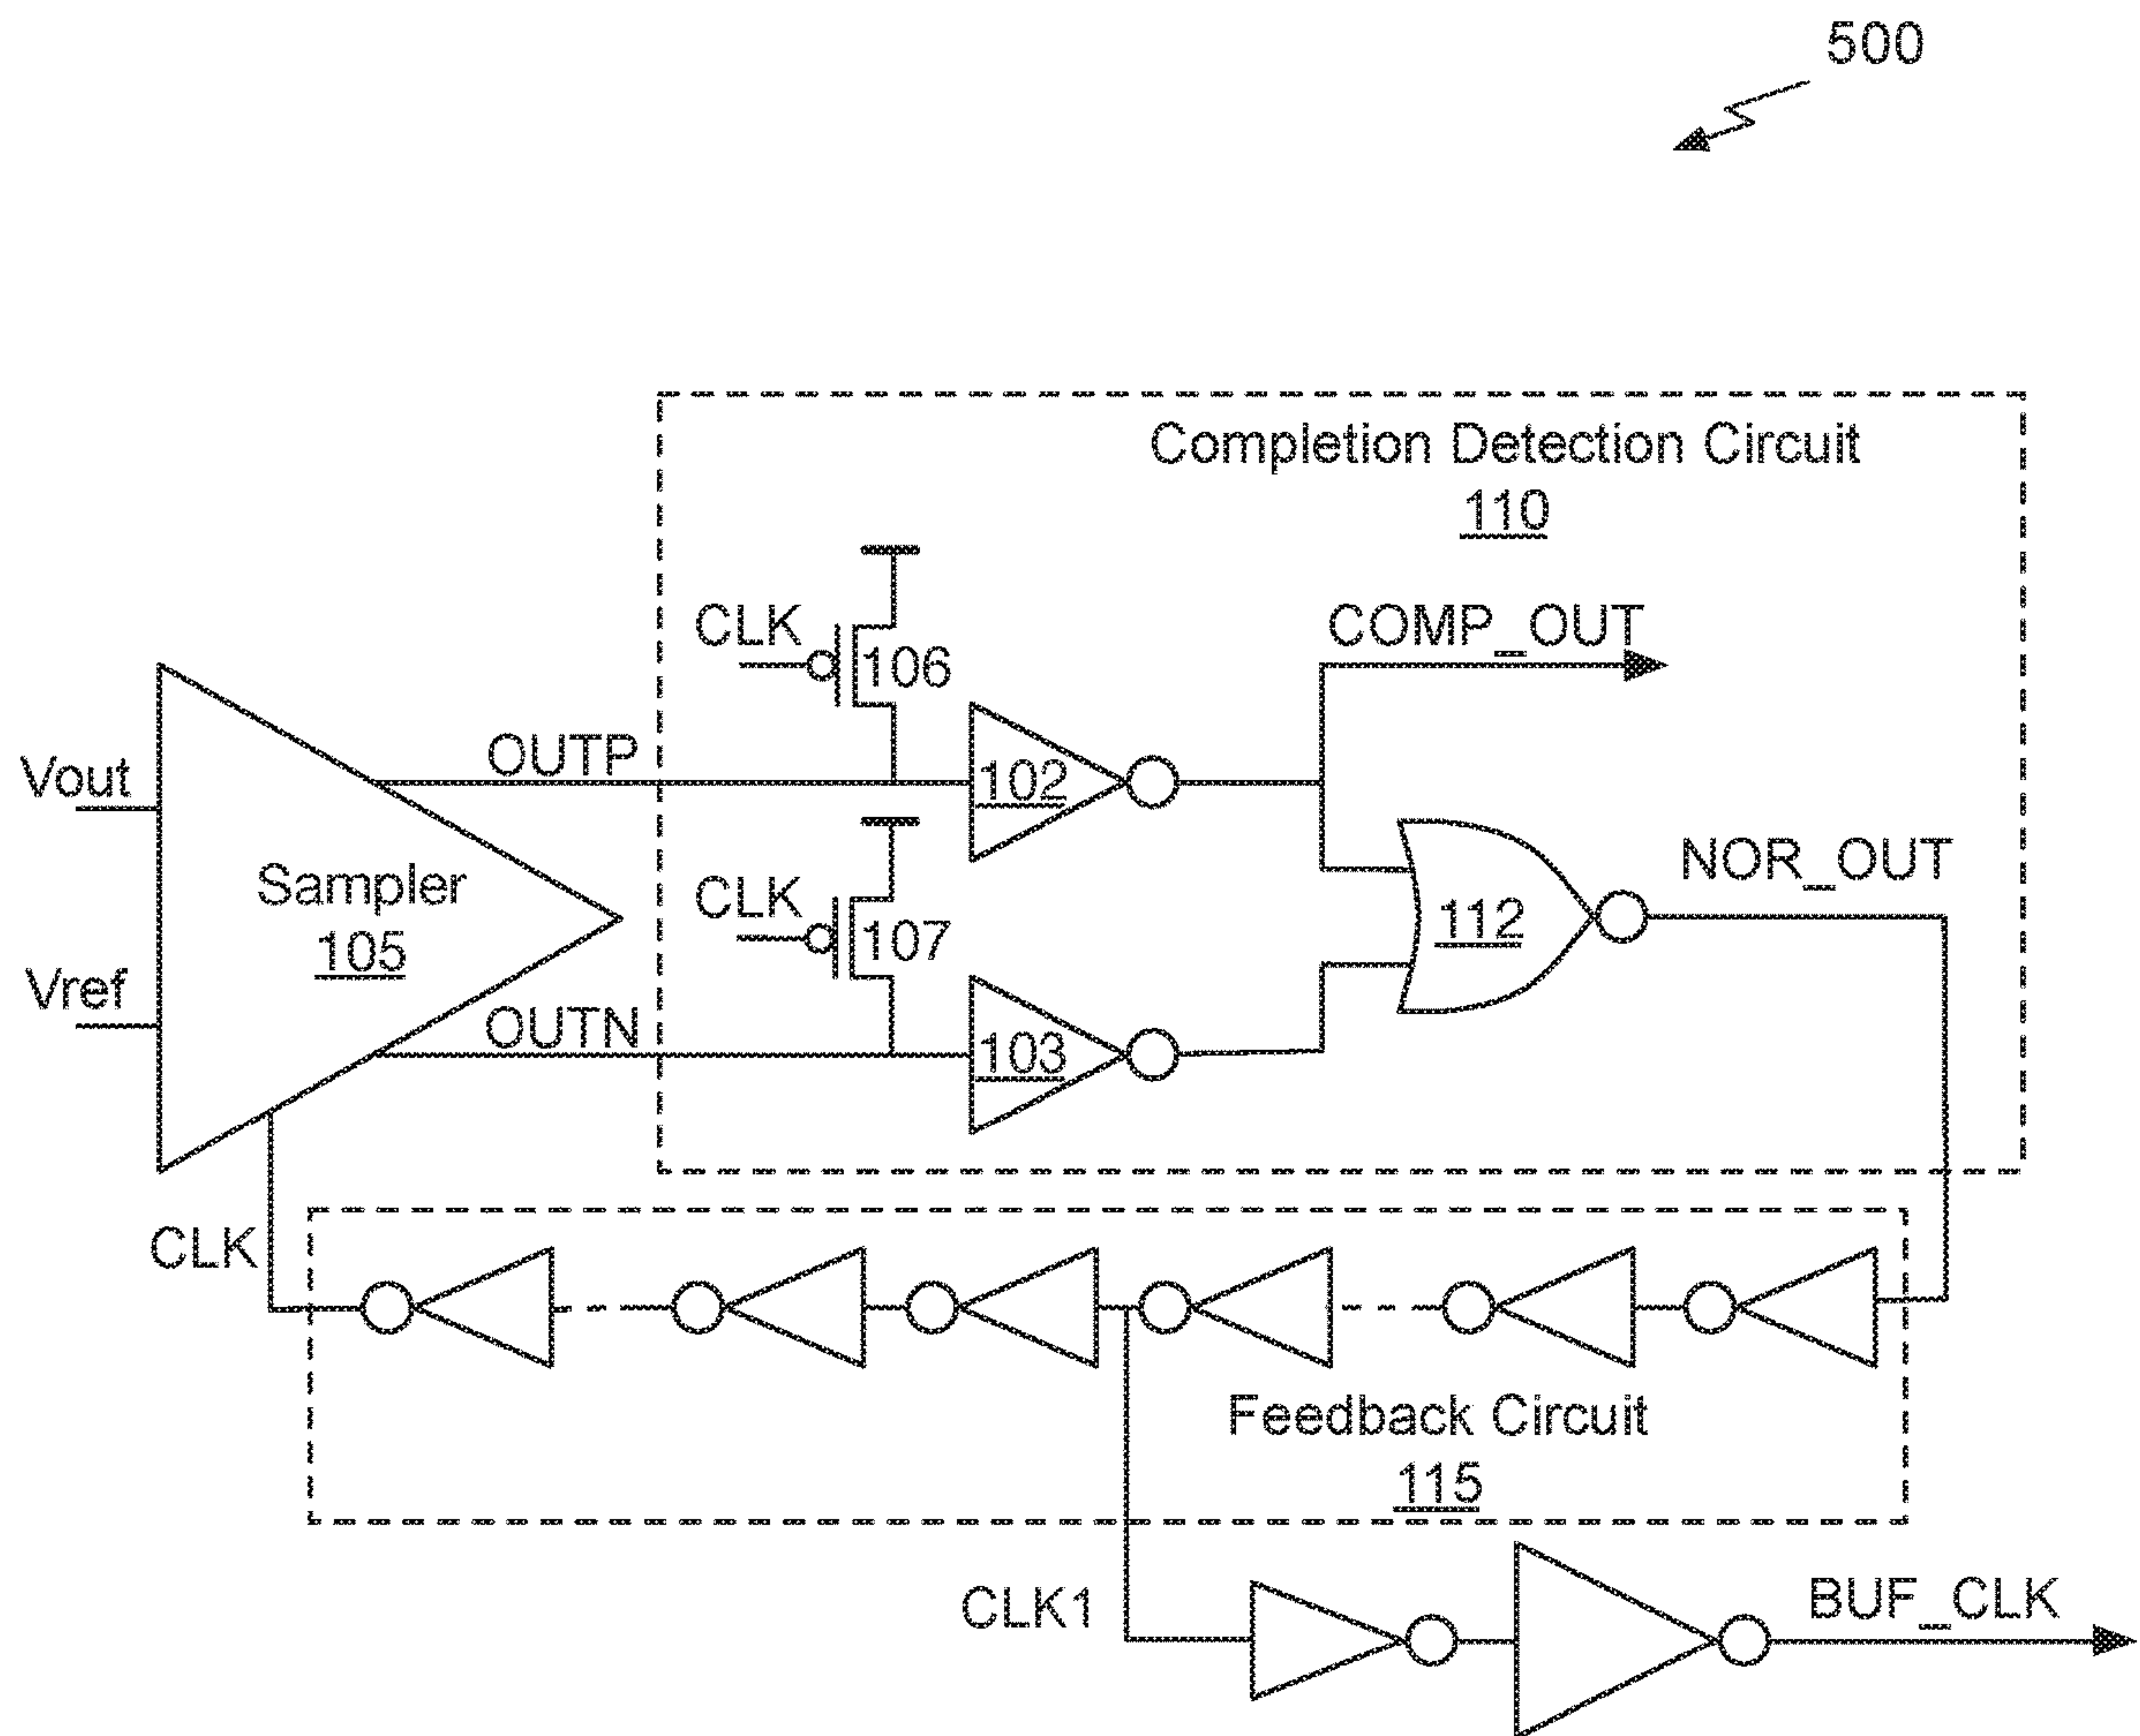 500
Completion Detection Circuit
110
CLK
106
COMP_OUT
OUTP
102
Vout
Sampler
105
CLK
107
112
NOR_OUT
Vref
OUTN
103
CLK
Feedback Circuit
115
CLK1
BUF_CLK